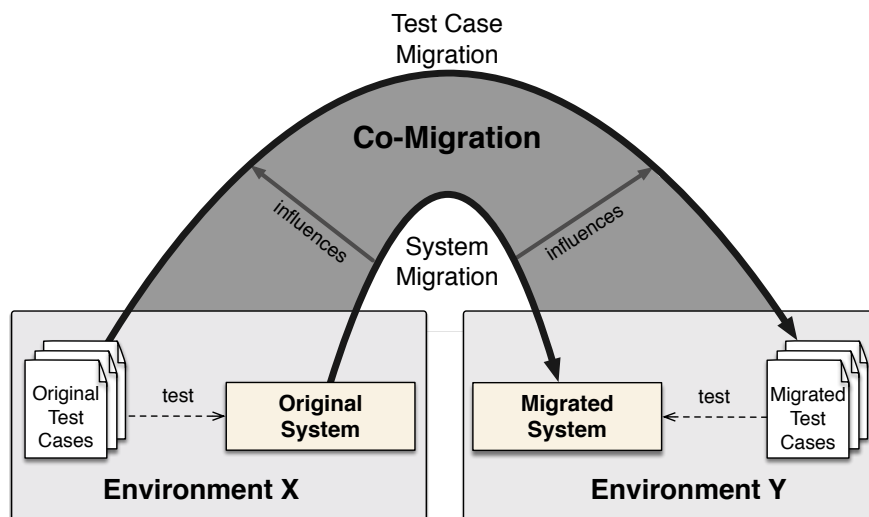 Test Case
Migration
Co-Migration
influences
influences
System
Migration
Original
Test
Cases
test
Original
System
Migrated
System
test
Migrated
Test
Cases
Environment X
Environment Y